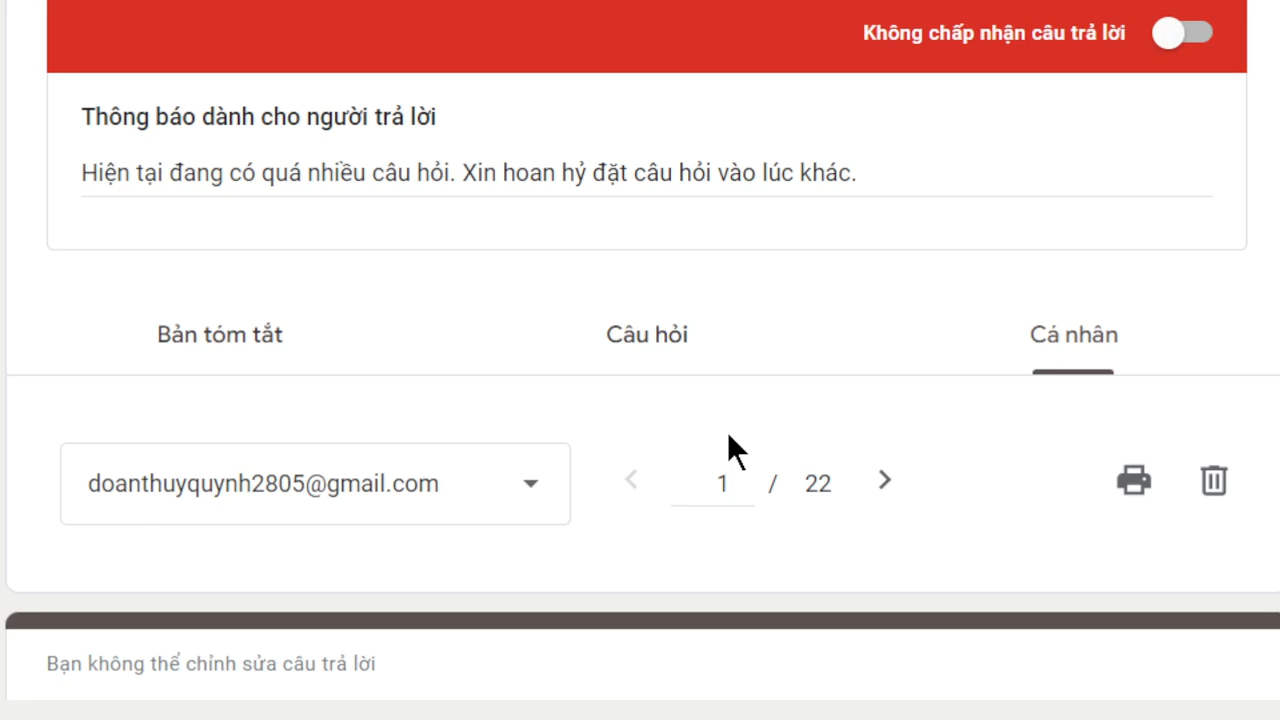 Không chấp nhận câu trả lời
Thông báo dành cho người trả lời
Hiện tại đang có quá nhiều câu hỏi. Xin hoan hỷ đặt câu hỏi vào lúc khác.
Bản tóm tắt
Câu hỏi
Cá nhân
doanthuyquynh2805@gmail.com
1 / 22
Bạn không thể chỉnh sửa câu trả lời